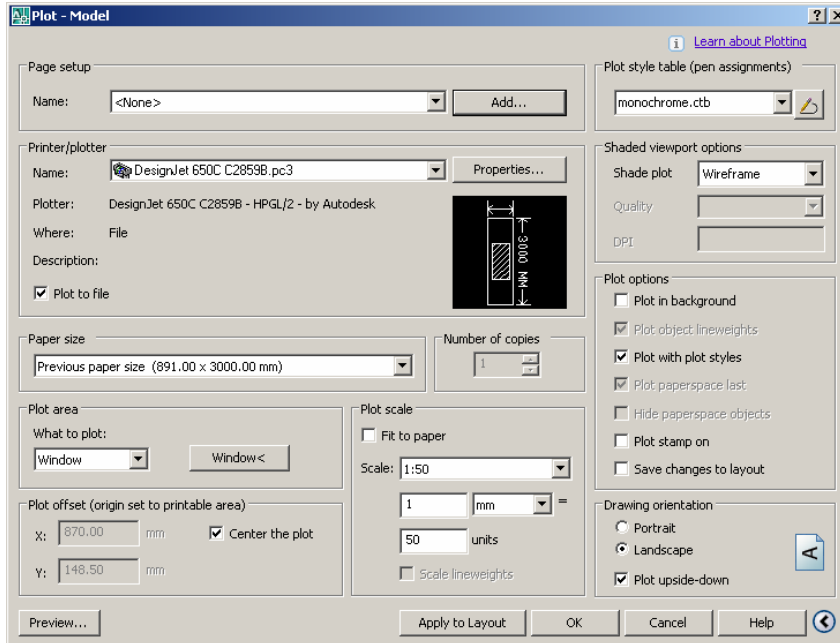 Plot - Model
Learn about Plotting
Page setup
Name: <None> Add...
Plot style table (pen assignments)
monochrome.ctb
Printer/plotter
Name: DesignJet 650C C2859B.pc3 Properties...
Plotter: DesignJet 650C C2859B - HPGL/2 - by Autodesk
Where: File
Description:
Plot to file
3000 MM
Shaded viewport options
Shade plot Wireframe
Quality
DPI
Paper size
Previous paper size (891.00 x 3000.00 mm)
Number of copies
1
Plot options
Plot in background
Plot object lineweights
Plot with plot styles
Plot paperspace last
Hide paperspace objects
Plot stamp on
Save changes to layout
Plot area
What to plot:
Window Window<
Plot scale
Fit to paper
Scale: 1:50
1 mm =
50 units
Scale lineweights
Plot offset (origin set to printable area)
X: 870.00 mm Center the plot
Y: 148.50 mm
Drawing orientation
Portrait
Landscape
Plot upside-down
A
Preview... Apply to Layout OK Cancel Help